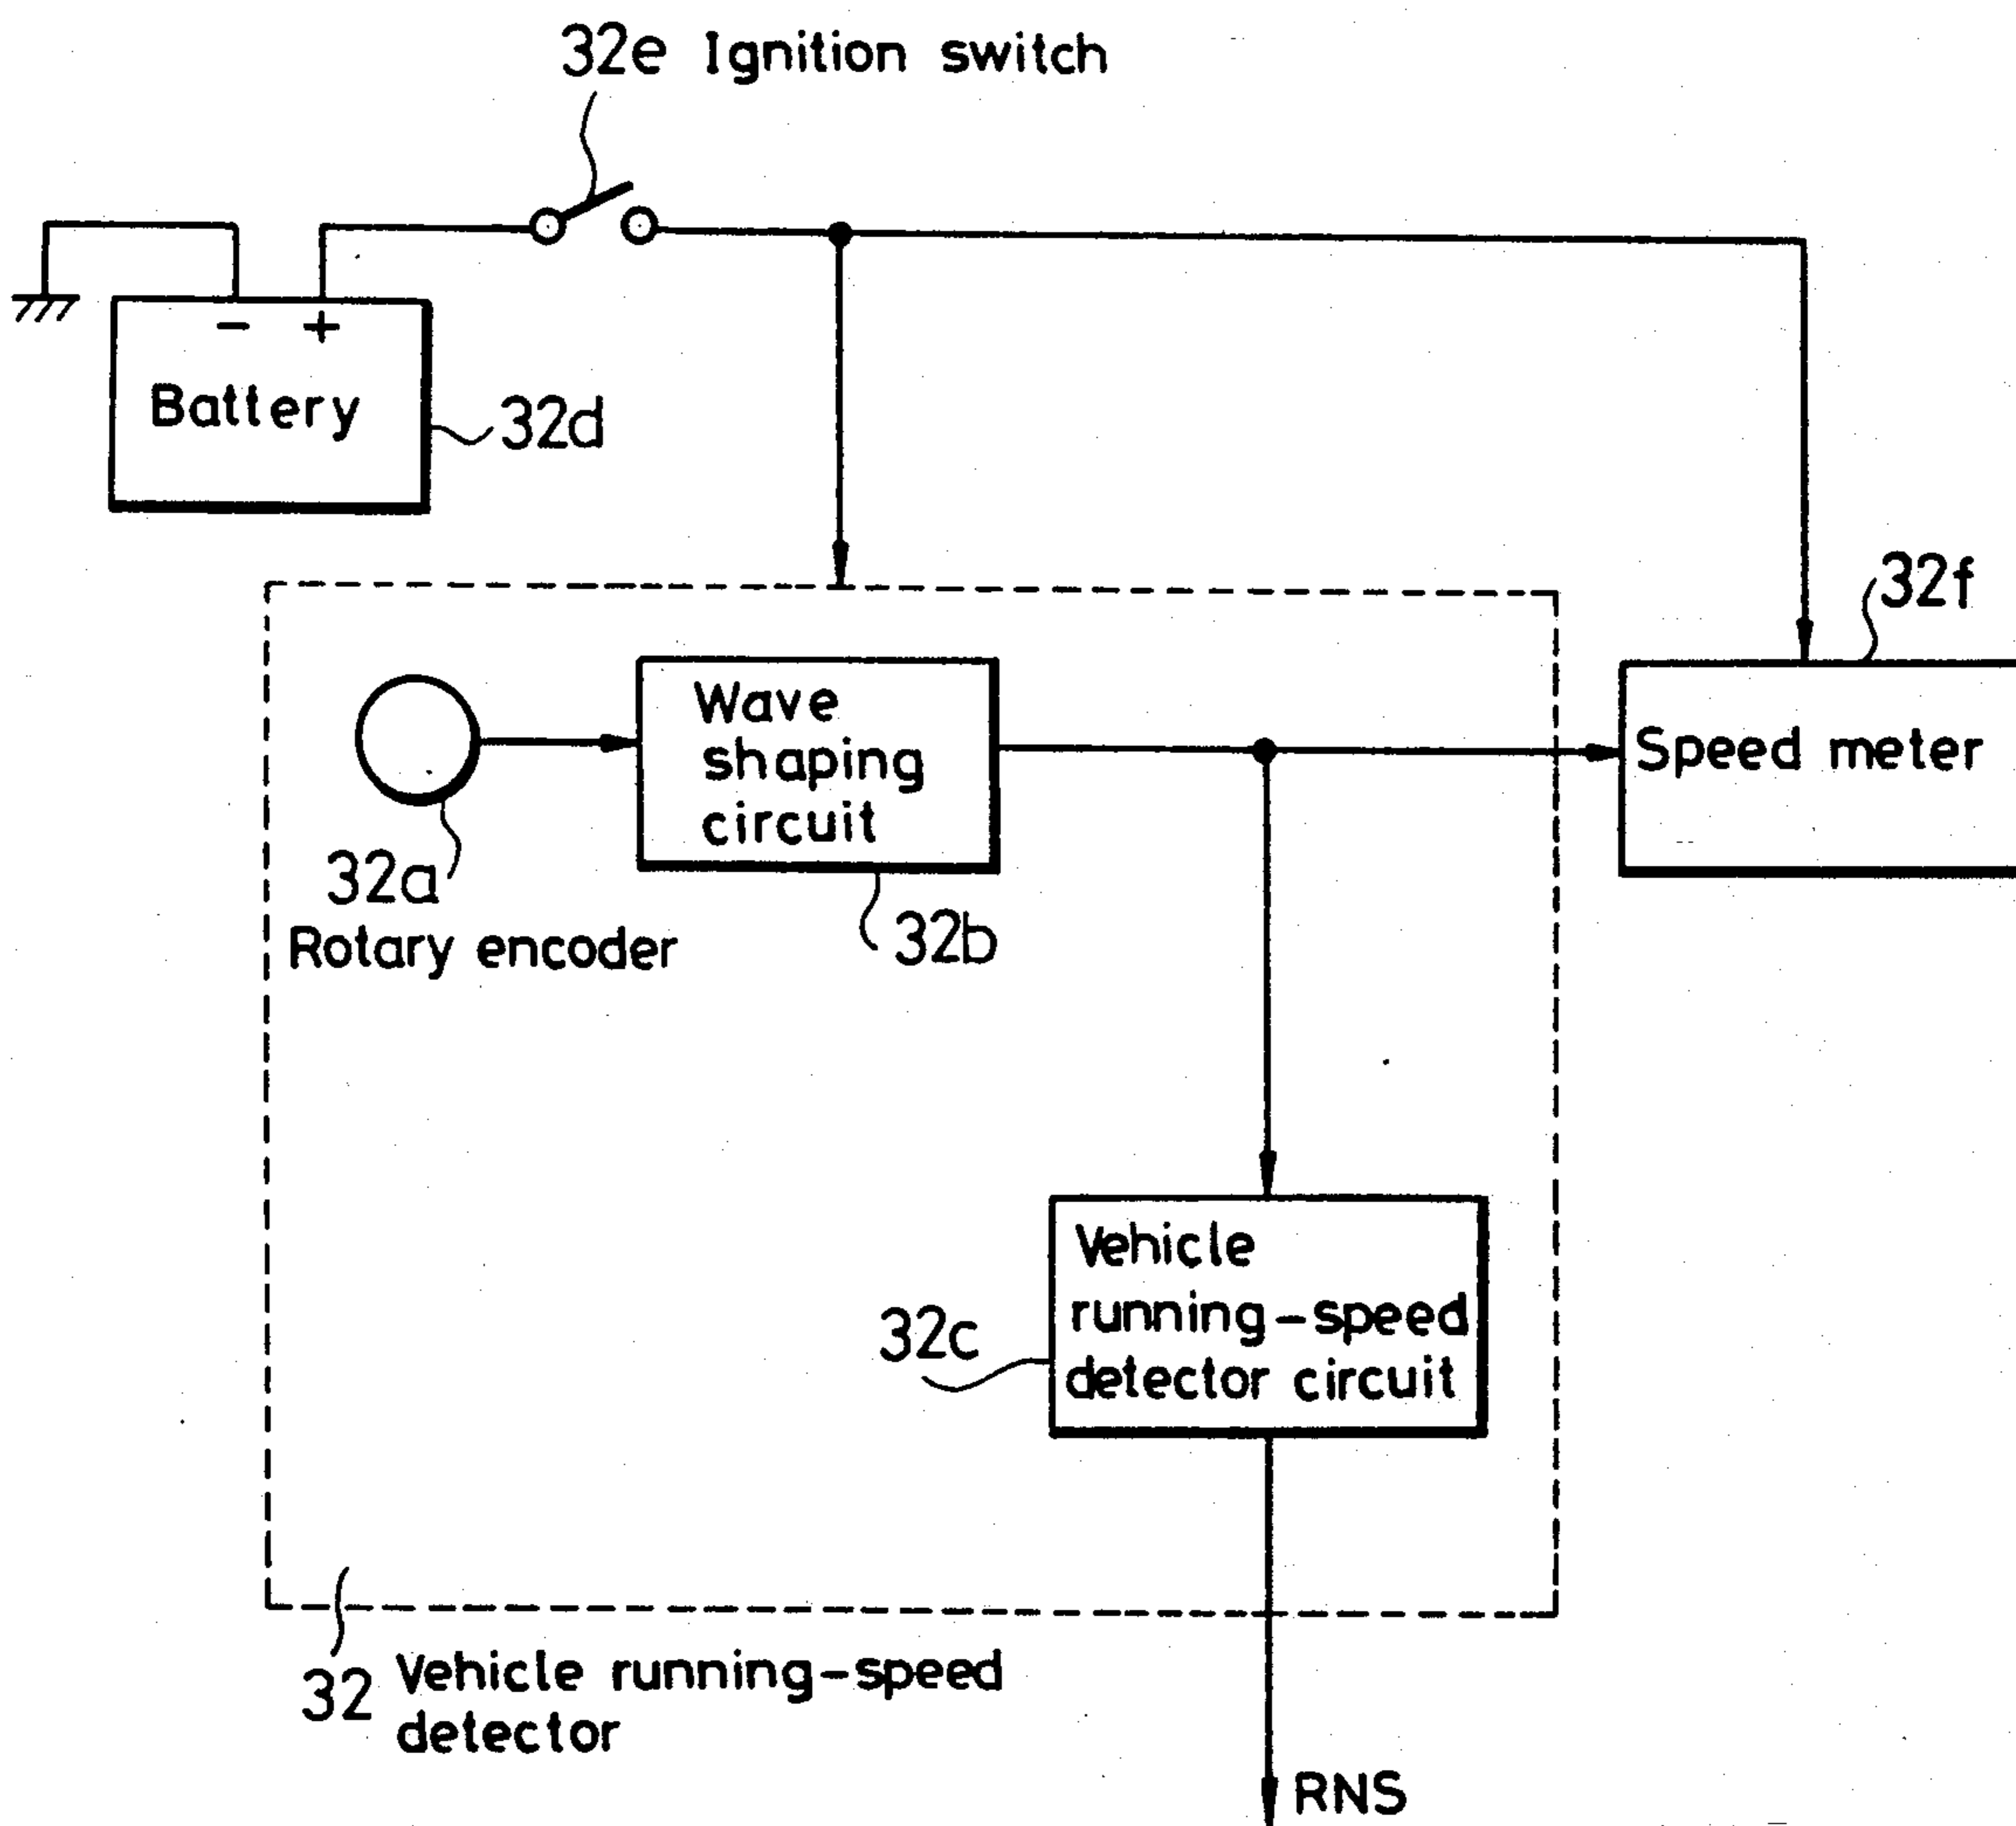 32e Ignition switch
− +
Battery
32d
32f
Wave
shaping
circuit
Speed meter
32a
Rotary encoder
32b
Vehicle
running-speed
detector circuit
32c
32 Vehicle running-speed
detector
RNS